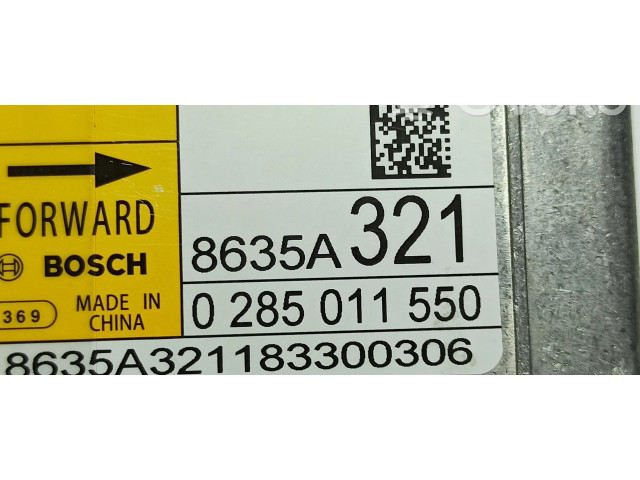 FORWARD
BOSCH
369
MADE IN
CHINA
8635A 321
0 285 011 550
8635A321183300306